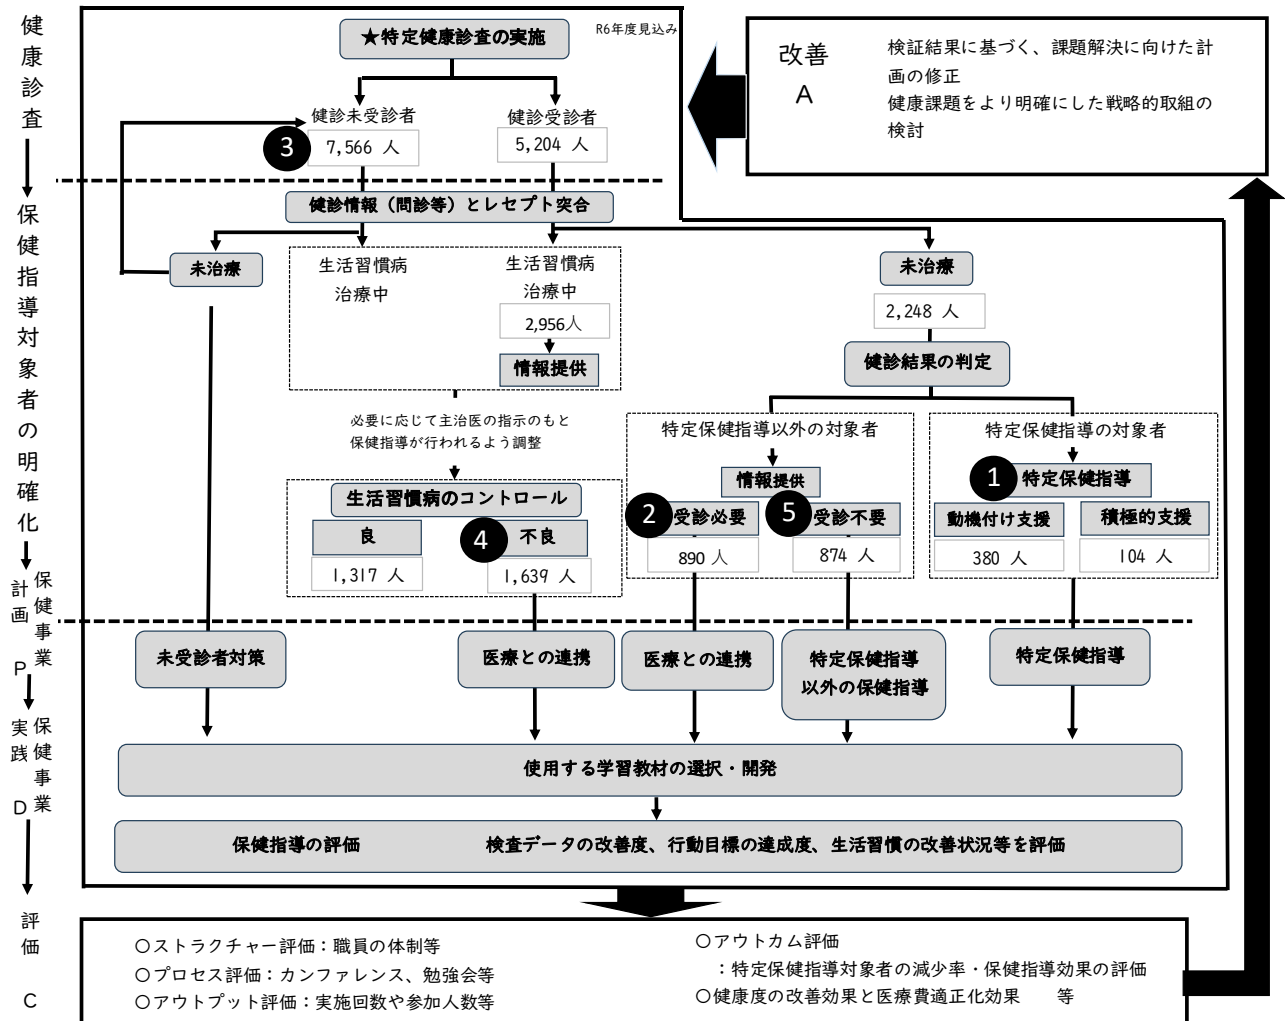 健康診査
保健指導対象者の明確化
保健事業
計画 P
保健事業
実践 D
評価 C
★特定健康診査の実施
R6年度見込み
健診未受診者
健診受診者
3
7,566 人
5,204 人
改善
A
検証結果に基づく、課題解決に向けた計
画の修正
健康課題をより明確にした戦略的取組の
検討
健診情報（問診等）とレセプト突合
未治療
生活習慣病
治療中
生活習慣病
治療中
2,956人
情報提供
未治療
2,248 人
健診結果の判定
必要に応じて主治医の指示のもと
保健指導が行われるよう調整
生活習慣病のコントロール
良
4
不良
1,317 人
1,639 人
特定保健指導以外の対象者
情報提供
2
受診必要
5
受診不要
890 人
874 人
特定保健指導の対象者
1
特定保健指導
動機付け支援
積極的支援
380 人
104 人
未受診者対策
医療との連携
医療との連携
特定保健指導
以外の保健指導
特定保健指導
使用する学習教材の選択・開発
保健指導の評価
検査データの改善度、行動目標の達成度、生活習慣の改善状況等を評価
○ストラクチャー評価：職員の体制等
○プロセス評価：カンファレンス、勉強会等
○アウトプット評価：実施回数や参加人数等
○アウトカム評価
：特定保健指導対象者の減少率・保健指導効果の評価
○健康度の改善効果と医療費適正化効果　等